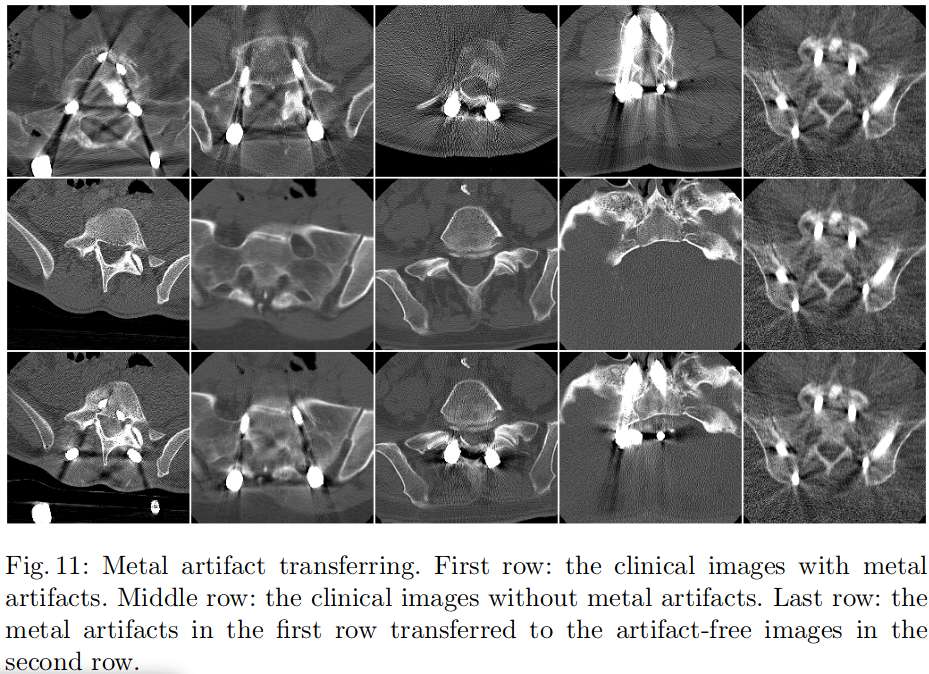 Fig. 11: Metal artifact transferring. First row: the clinical images with metal
artifacts. Middle row: the clinical images without metal artifacts. Last row: the
metal artifacts in the first row transferred to the artifact-free images in the
second row.